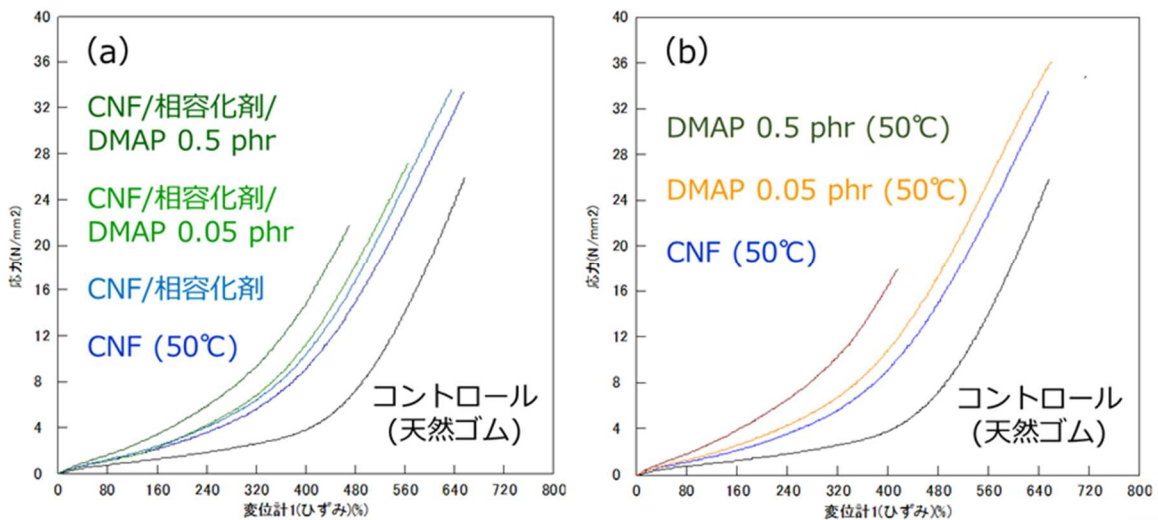 (a)
40
36
32
28
24
20
16
12
8
4
0
応力(N/mm2)
CNF/相容化剤/
DMAP 0.5 phr
CNF/相容化剤/
DMAP 0.05 phr
CNF/相容化剤
CNF (50℃)
コントロール
(天然ゴム)
0 80 160 240 320 400 480 560 640 720 800
変位計1(ひずみ)(%)
(b)
40
36
32
28
24
20
16
12
8
4
0
応力(N/mm2)
DMAP 0.5 phr (50℃)
DMAP 0.05 phr (50℃)
CNF (50℃)
コントロール
(天然ゴム)
0 80 160 240 320 400 480 560 640 720 800
変位計1(ひずみ)(%)